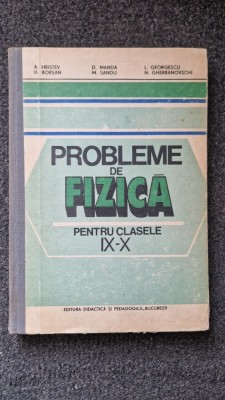 A. HRISTEV D. MANDA L. GEORGESCU
D. BORȘAN M. SANDU N. GHERBANOVSCHI
PROBLEME
DE
FIZICĂ
PENTRU CLASELE
IX-X
EDITURA DIDACTICĂ ȘI PEDAGOGICĂ, BUCUREȘTI